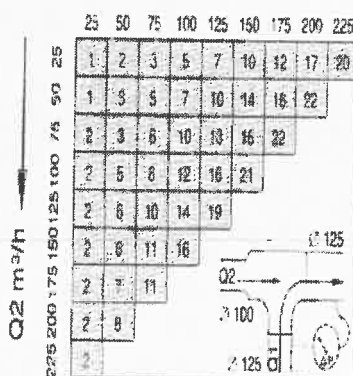 25 50 75 100 125 150 175 200 225
25 1 2 3 5 7 10 12 17 20
50 1 3 5 7 10 14 18 22
75 2 3 6 10 13 16 22
100 2 5 8 12 16 21
125 2 6 10 14 19
150 2 8 11 16
175 2 7 11
200 2 8
225 2
Q2 m³/h
Ø 125
Q2
Ø 100
Ø 125 Q1